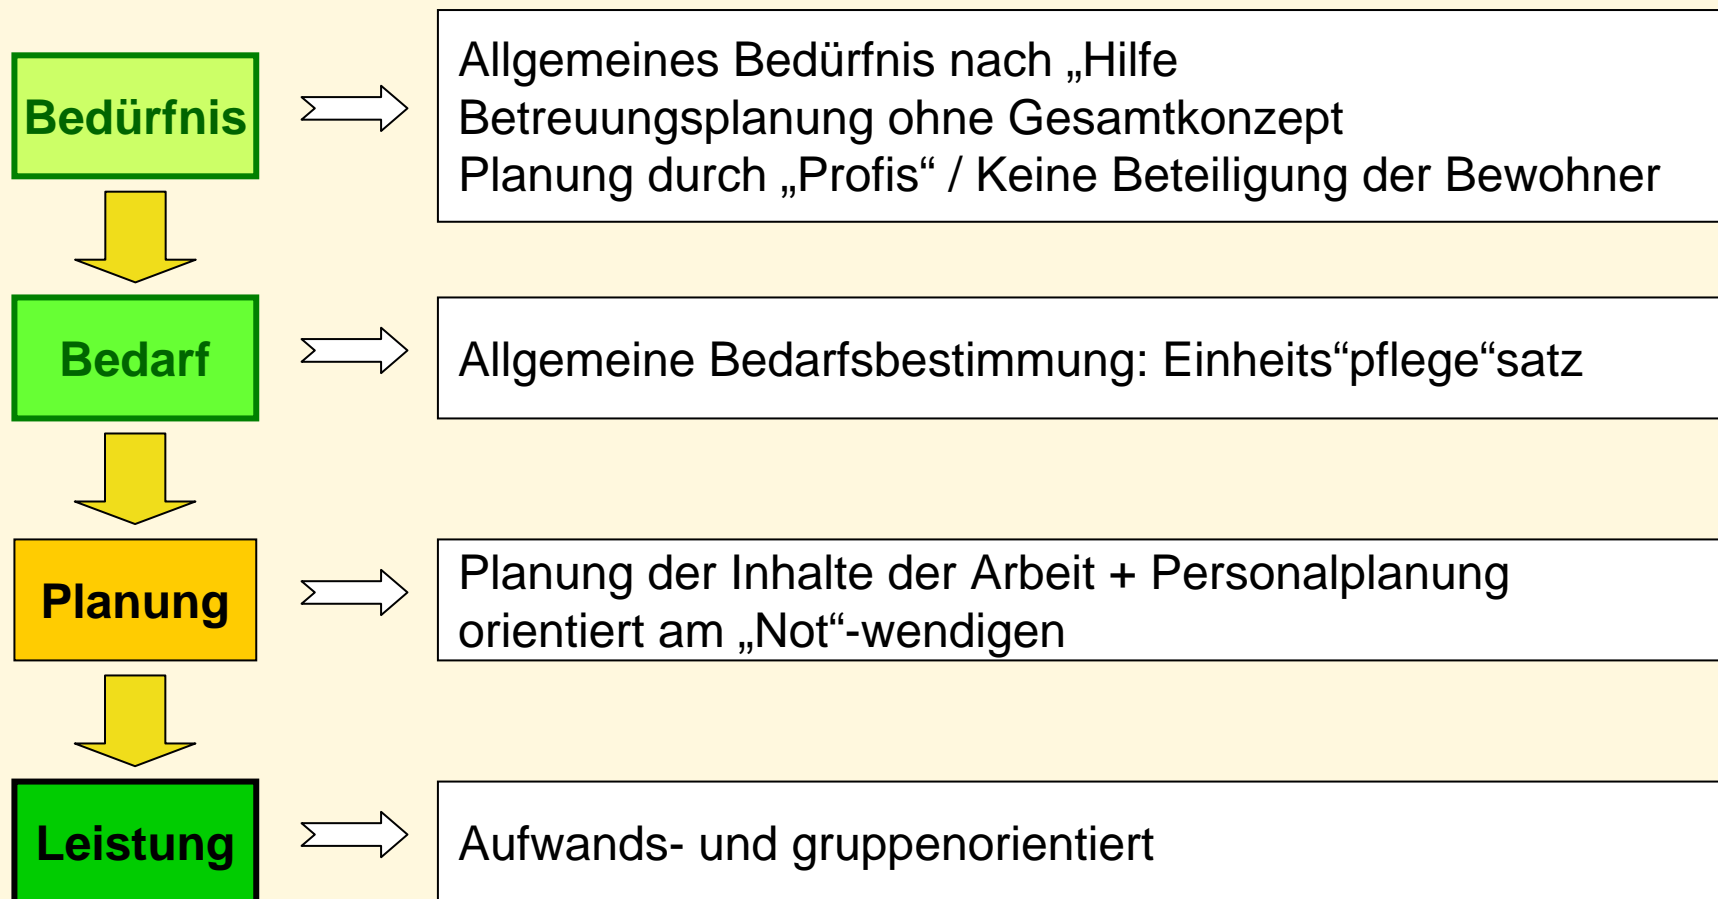 Bedürfnis
Allgemeines Bedürfnis nach „Hilfe
Betreuungsplanung ohne Gesamtkonzept
Planung durch „Profis“ / Keine Beteiligung der Bewohner
Bedarf
Allgemeine Bedarfsbestimmung: Einheits“pflege“satz
Planung
Planung der Inhalte der Arbeit + Personalplanung
orientiert am „Not“-wendigen
Leistung
Aufwands- und gruppenorientiert